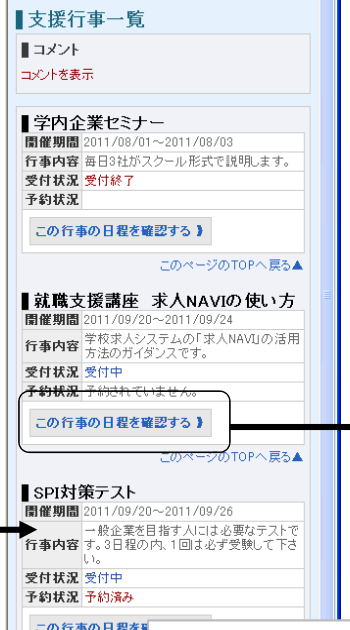 支援行事一覧
コメント
コメントを表示
学内企業セミナー
開催期間 2011/08/01～2011/08/03
行事内容 毎日3社がスクール形式で説明します。
受付状況 受付終了
予約状況
この行事の日程を確認する 》
このページのTOPへ戻る▲
就職支援講座 求人NAVIの使い方
開催期間 2011/09/20～2011/09/24
行事内容 学校求人システムの「求人NAVI」の活用
方法のガイダンスです。
受付状況 受付中
予約状況 予約されていません。
この行事の日程を確認する 》
このページのTOPへ戻る▲
SPI対策テスト
開催期間 2011/09/20～2011/09/26
行事内容 一般企業を目指す人には必要なテストで
す。3日程の内、1回は必ず受験して下さ
い。
受付状況 受付中
予約状況 予約済み
この行事の日程を